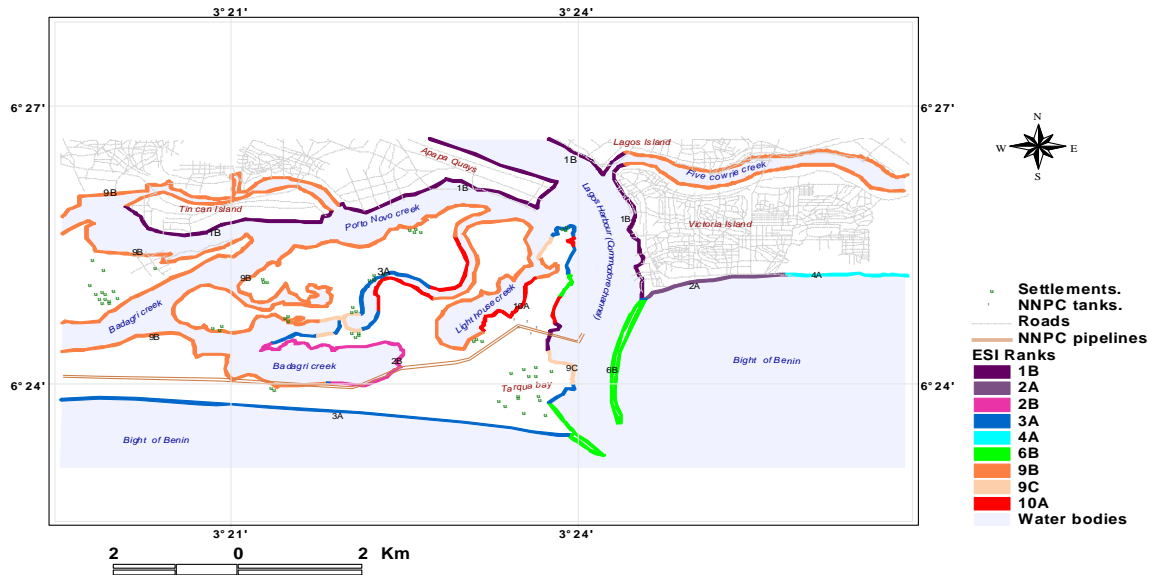 3° 21' 3° 24'
6° 27' 6° 27'
N
W E
S
Lagos Island
1B
Apapa Quays
Five cowrie creek
9B
1B
Tin can Island
Porto Novo creek
Lagos Harbour (Commodore channel)
1B
Victoria Island
1B
9B
9B
3A
4A
2A
10A
Light house creek
Badagri creek
9B
Settlements.
NNPC tanks.
Roads
NNPC pipelines
ESI Ranks
1B
2A
2B
3A
4A
6B
9B
9C
10A
Water bodies
2B
Badagri creek
9C
6B
Bight of Benin
6° 24' 6° 24'
Tarqua bay
3A
Bight of Benin
3° 21' 3° 24'
2 0 2 Km